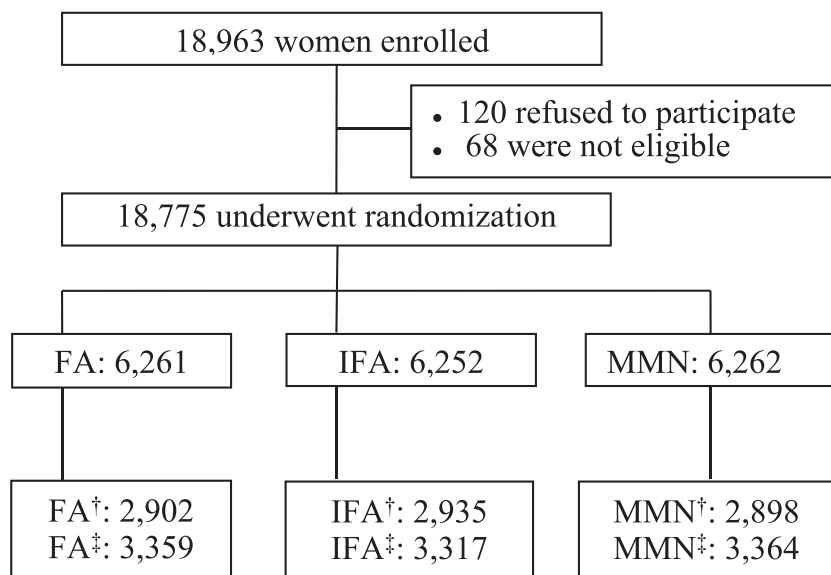 18,963 women enrolled
• 120 refused to participate
• 68 were not eligible
18,775 underwent randomization
FA: 6,261
IFA: 6,252
MMN: 6,262
FA†: 2,902
FA‡: 3,359
IFA†: 2,935
IFA‡: 3,317
MMN†: 2,898
MMN‡: 3,364